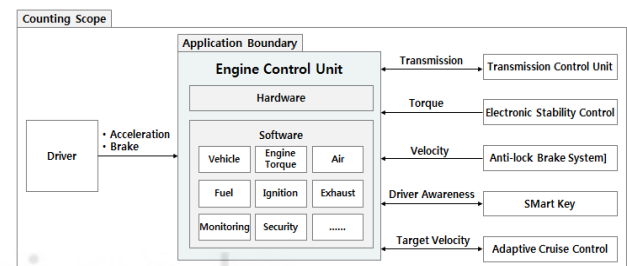 Counting Scope
Application Boundary
Engine Control Unit
Hardware
Software
Vehicle
Engine
Torque
Air
Fuel
Ignition
Exhaust
Monitoring
Security
......
Driver
• Acceleration
• Brake
Transmission
Transmission Control Unit
Torque
Electronic Stability Control
Velocity
Anti-lock Brake System]
Driver Awareness
SMart Key
Target Velocity
Adaptive Cruise Control